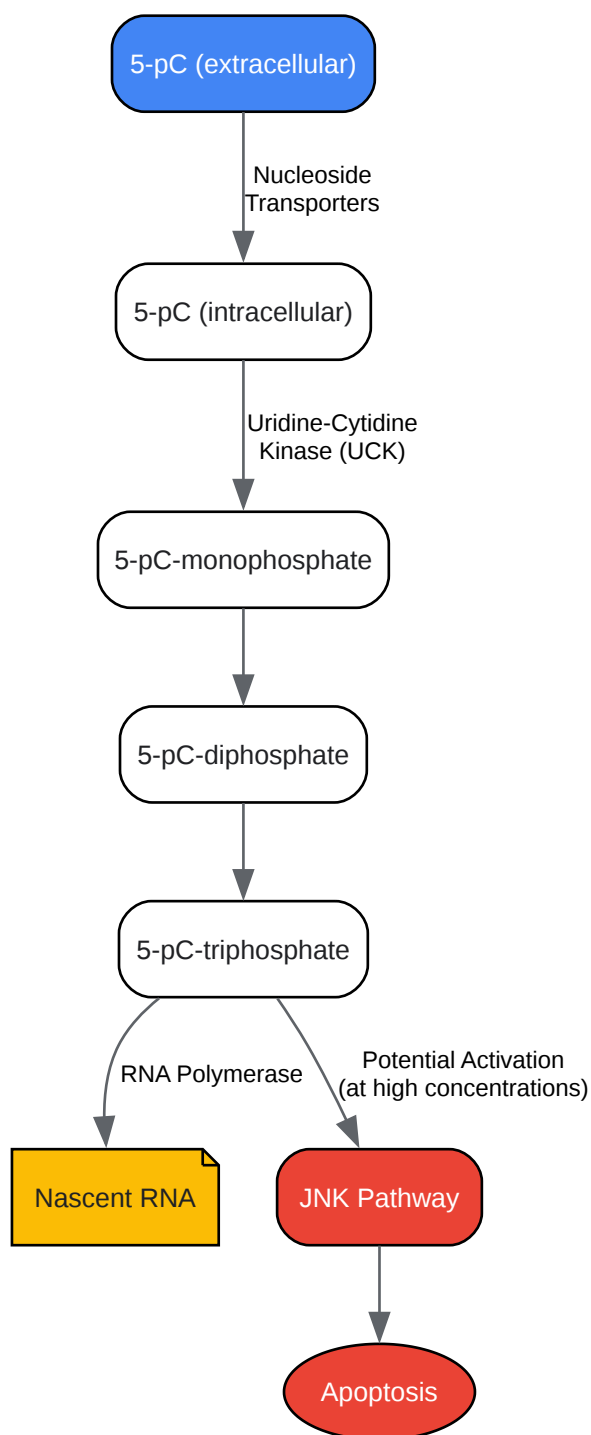 5-pC (extracellular)
Nucleoside
Transporters
5-pC (intracellular)
Uridine-Cytidine
Kinase (UCK)
5-pC-monophosphate
5-pC-diphosphate
5-pC-triphosphate
RNA Polymerase
Potential Activation
(at high concentrations)
Nascent RNA
JNK Pathway
Apoptosis